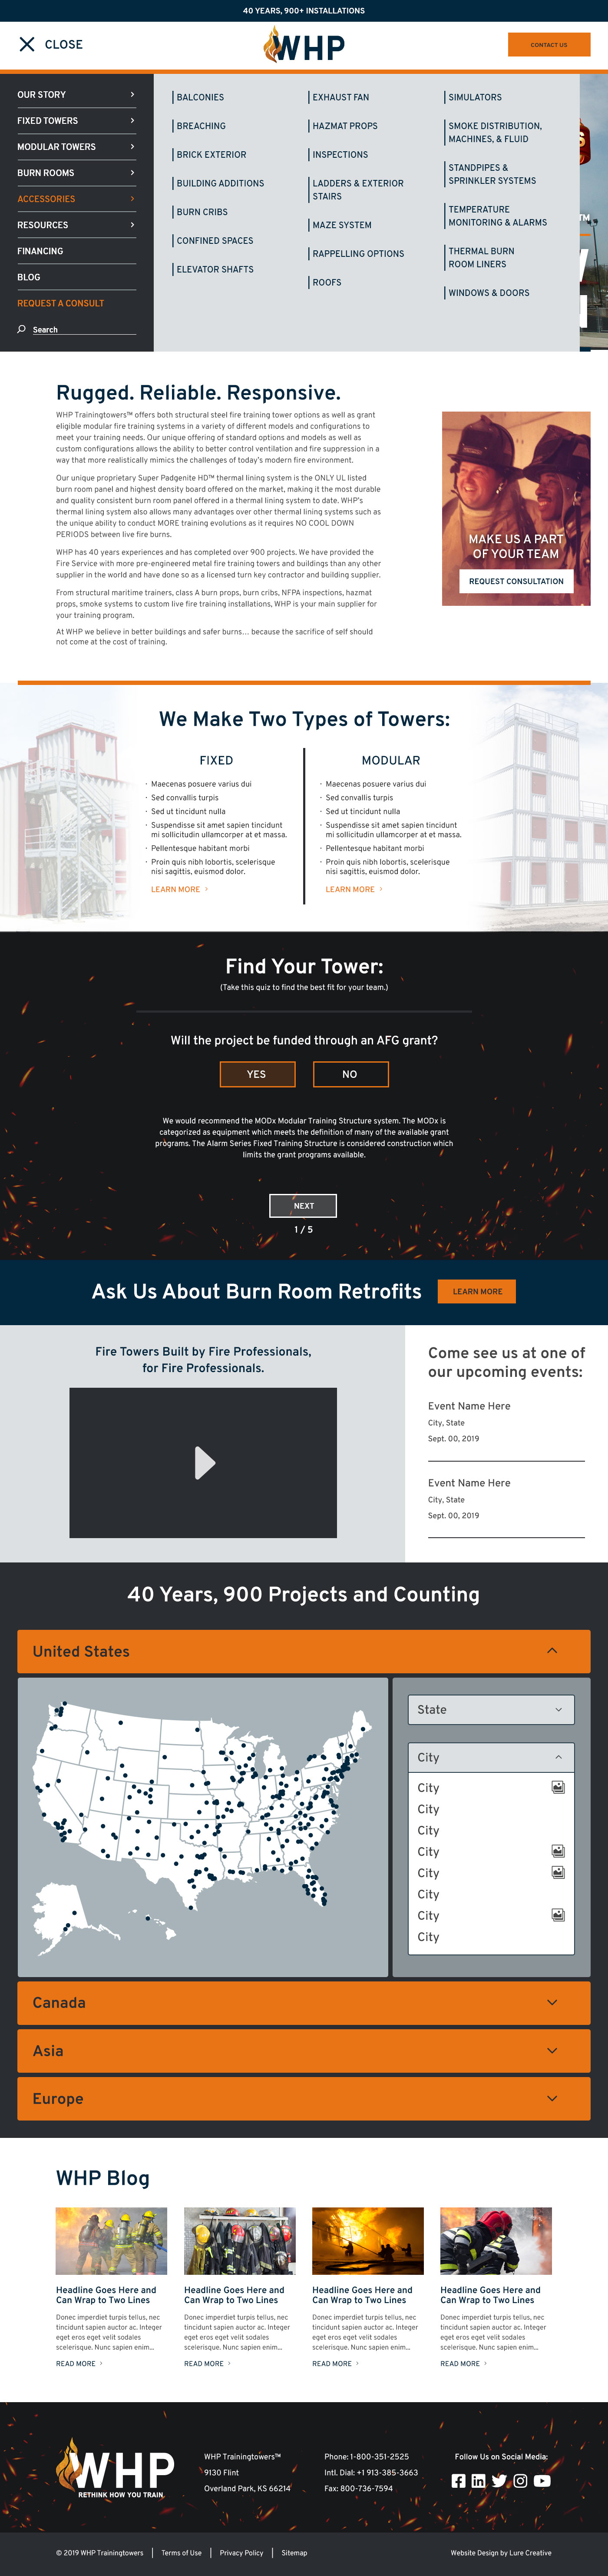 40 YEARS, 900+ INSTALLATIONS
CLOSE
WHP
CONTACT US
OUR STORY
FIXED TOWERS
MODULAR TOWERS
BURN ROOMS
ACCESSORIES
RESOURCES
FINANCING
BLOG
REQUEST A CONSULT
Search
BALCONIES
BREACHING
BRICK EXTERIOR
BUILDING ADDITIONS
BURN CRIBS
CONFINED SPACES
ELEVATOR SHAFTS
EXHAUST FAN
HAZMAT PROPS
INSPECTIONS
LADDERS & EXTERIOR
STAIRS
MAZE SYSTEM
RAPPELLING OPTIONS
ROOFS
SIMULATORS
SMOKE DISTRIBUTION,
MACHINES, & FLUID
STANDPIPES &
SPRINKLER SYSTEMS
TEMPERATURE
MONITORING & ALARMS
THERMAL BURN
ROOM LINERS
WINDOWS & DOORS
Rugged. Reliable. Responsive.
WHP Trainingtowers™ offers both structural steel fire training tower options as well as grant
eligible modular fire training systems in a variety of different models and configurations to
meet your training needs. Our unique offering of standard options and models as well as
custom configurations allows the ability to better control ventilation and fire suppression in a
way that more realistically mimics the challenges of today's modern fire environment.
Our unique proprietary Super Padgenite HD™ thermal lining system is the ONLY UL listed
burn room panel and highest density board offered on the market, making it the most durable
and quality consistent burn room panel offered in a thermal lining system to date. WHP's
thermal lining system also allows many advantages over other thermal lining systems such as
the unique ability to conduct MORE training evolutions as it requires NO COOL DOWN
PERIODS between live fire burns.
WHP has 40 years experiences and has completed over 900 projects. We have provided the
Fire Service with more pre-engineered metal fire training towers and buildings than any other
supplier in the world and have done so as a licensed turn key contractor and building supplier.
From structural maritime trainers, class A burn props, burn cribs, NFPA inspections, hazmat
props, smoke systems to custom live fire training installations, WHP is your main supplier for
your training program.
At WHP we believe in better buildings and safer burns... because the sacrifice of self should
not come at the cost of training.
MAKE US A PART
OF YOUR TEAM
REQUEST CONSULTATION
We Make Two Types of Towers:
FIXED
· Maecenas posuere varius dui
· Sed convallis turpis
· Sed ut tincidunt nulla
· Suspendisse sit amet sapien tincidunt
mi sollicitudin ullamcorper at et massa.
· Pellentesque habitant morbi
· Proin quis nibh lobortis, scelerisque
nisi sagittis, euismod dolor.
LEARN MORE
MODULAR
· Maecenas posuere varius dui
· Sed convallis turpis
· Sed ut tincidunt nulla
· Suspendisse sit amet sapien tincidunt
mi sollicitudin ullamcorper at et massa.
· Pellentesque habitant morbi
· Proin quis nibh lobortis, scelerisque
nisi sagittis, euismod dolor.
LEARN MORE
Find Your Tower:
(Take this quiz to find the best fit for your team.)
Will the project be funded through an AFG grant?
YES
NO
We would recommend the MODx Modular Training Structure system. The MODx is
categorized as equipment which meets the definition of many of the available grant
programs. The Alarm Series Fixed Training Structure is considered construction which
limits the grant programs available.
NEXT
1 / 5
Ask Us About Burn Room Retrofits
LEARN MORE
Fire Towers Built by Fire Professionals,
for Fire Professionals.
Come see us at one of
our upcoming events:
Event Name Here
City, State
Sept. 00, 2019
Event Name Here
City, State
Sept. 00, 2019
40 Years, 900 Projects and Counting
United States
State
City
City
City
City
City
City
City
City
City
Canada
Asia
Europe
WHP Blog
Headline Goes Here and
Can Wrap to Two Lines
Donec imperdiet turpis tellus, nec
tincidunt sapien auctor ac. Integer
eget eros eget velit sodales
scelerisque. Nunc sapien enim...
READ MORE
Headline Goes Here and
Can Wrap to Two Lines
Donec imperdiet turpis tellus, nec
tincidunt sapien auctor ac. Integer
eget eros eget velit sodales
scelerisque. Nunc sapien enim...
READ MORE
Headline Goes Here and
Can Wrap to Two Lines
Donec imperdiet turpis tellus, nec
tincidunt sapien auctor ac. Integer
eget eros eget velit sodales
scelerisque. Nunc sapien enim...
READ MORE
Headline Goes Here and
Can Wrap to Two Lines
Donec imperdiet turpis tellus, nec
tincidunt sapien auctor ac. Integer
eget eros eget velit sodales
scelerisque. Nunc sapien enim...
READ MORE
WHP
RETHINK HOW YOU TRAIN.
WHP Trainingtowers™
9130 Flint
Overland Park, KS 66214
Phone: 1-800-351-2525
Intl. Dial: +1 913-385-3663
Fax: 800-736-7594
Follow Us on Social Media:
© 2019 WHP Trainingtowers
Terms of Use
Privacy Policy
Sitemap
Website Design by Lure Creative